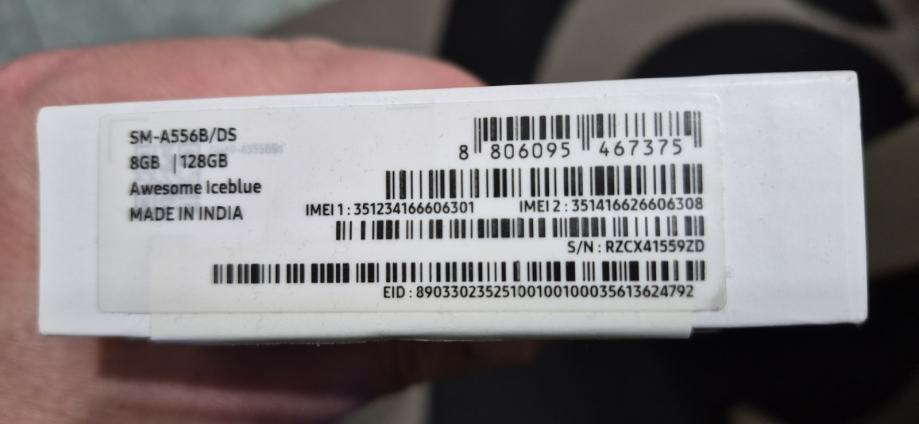 SM-A556B/DS
8GB | 128GB
Awesome Iceblue
MADE IN INDIA
8 806095 467375
IMEI 1 : 351234166606301 IMEI 2 : 351416626606308
S/N : RZCX41559ZD
EID : 89033023525100100100035613624792